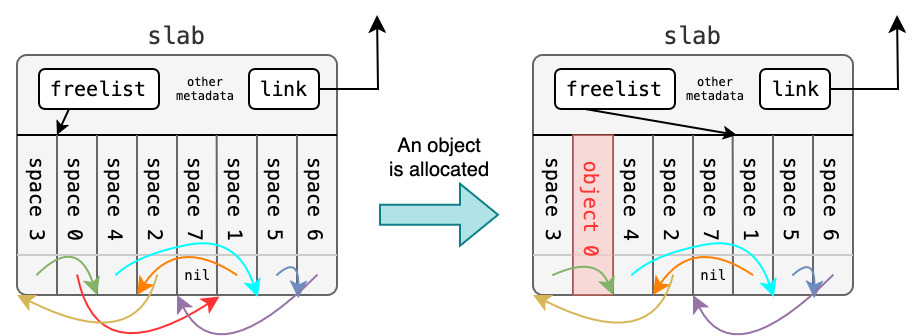 slab
freelist
other
metadata
link
space 3
space 0
space 4
space 2
space 7
space 1
space 5
space 6
nil
An object
is allocated
slab
freelist
other
metadata
link
space 3
object 0
space 4
space 2
space 7
space 1
space 5
space 6
nil